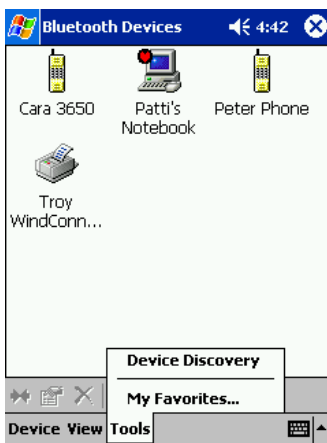 Bluetooth Devices 4:42
Cara 3650 Patti's Notebook Peter Phone
Troy WindConn...
Device Discovery
My Favorites...
Device View Tools